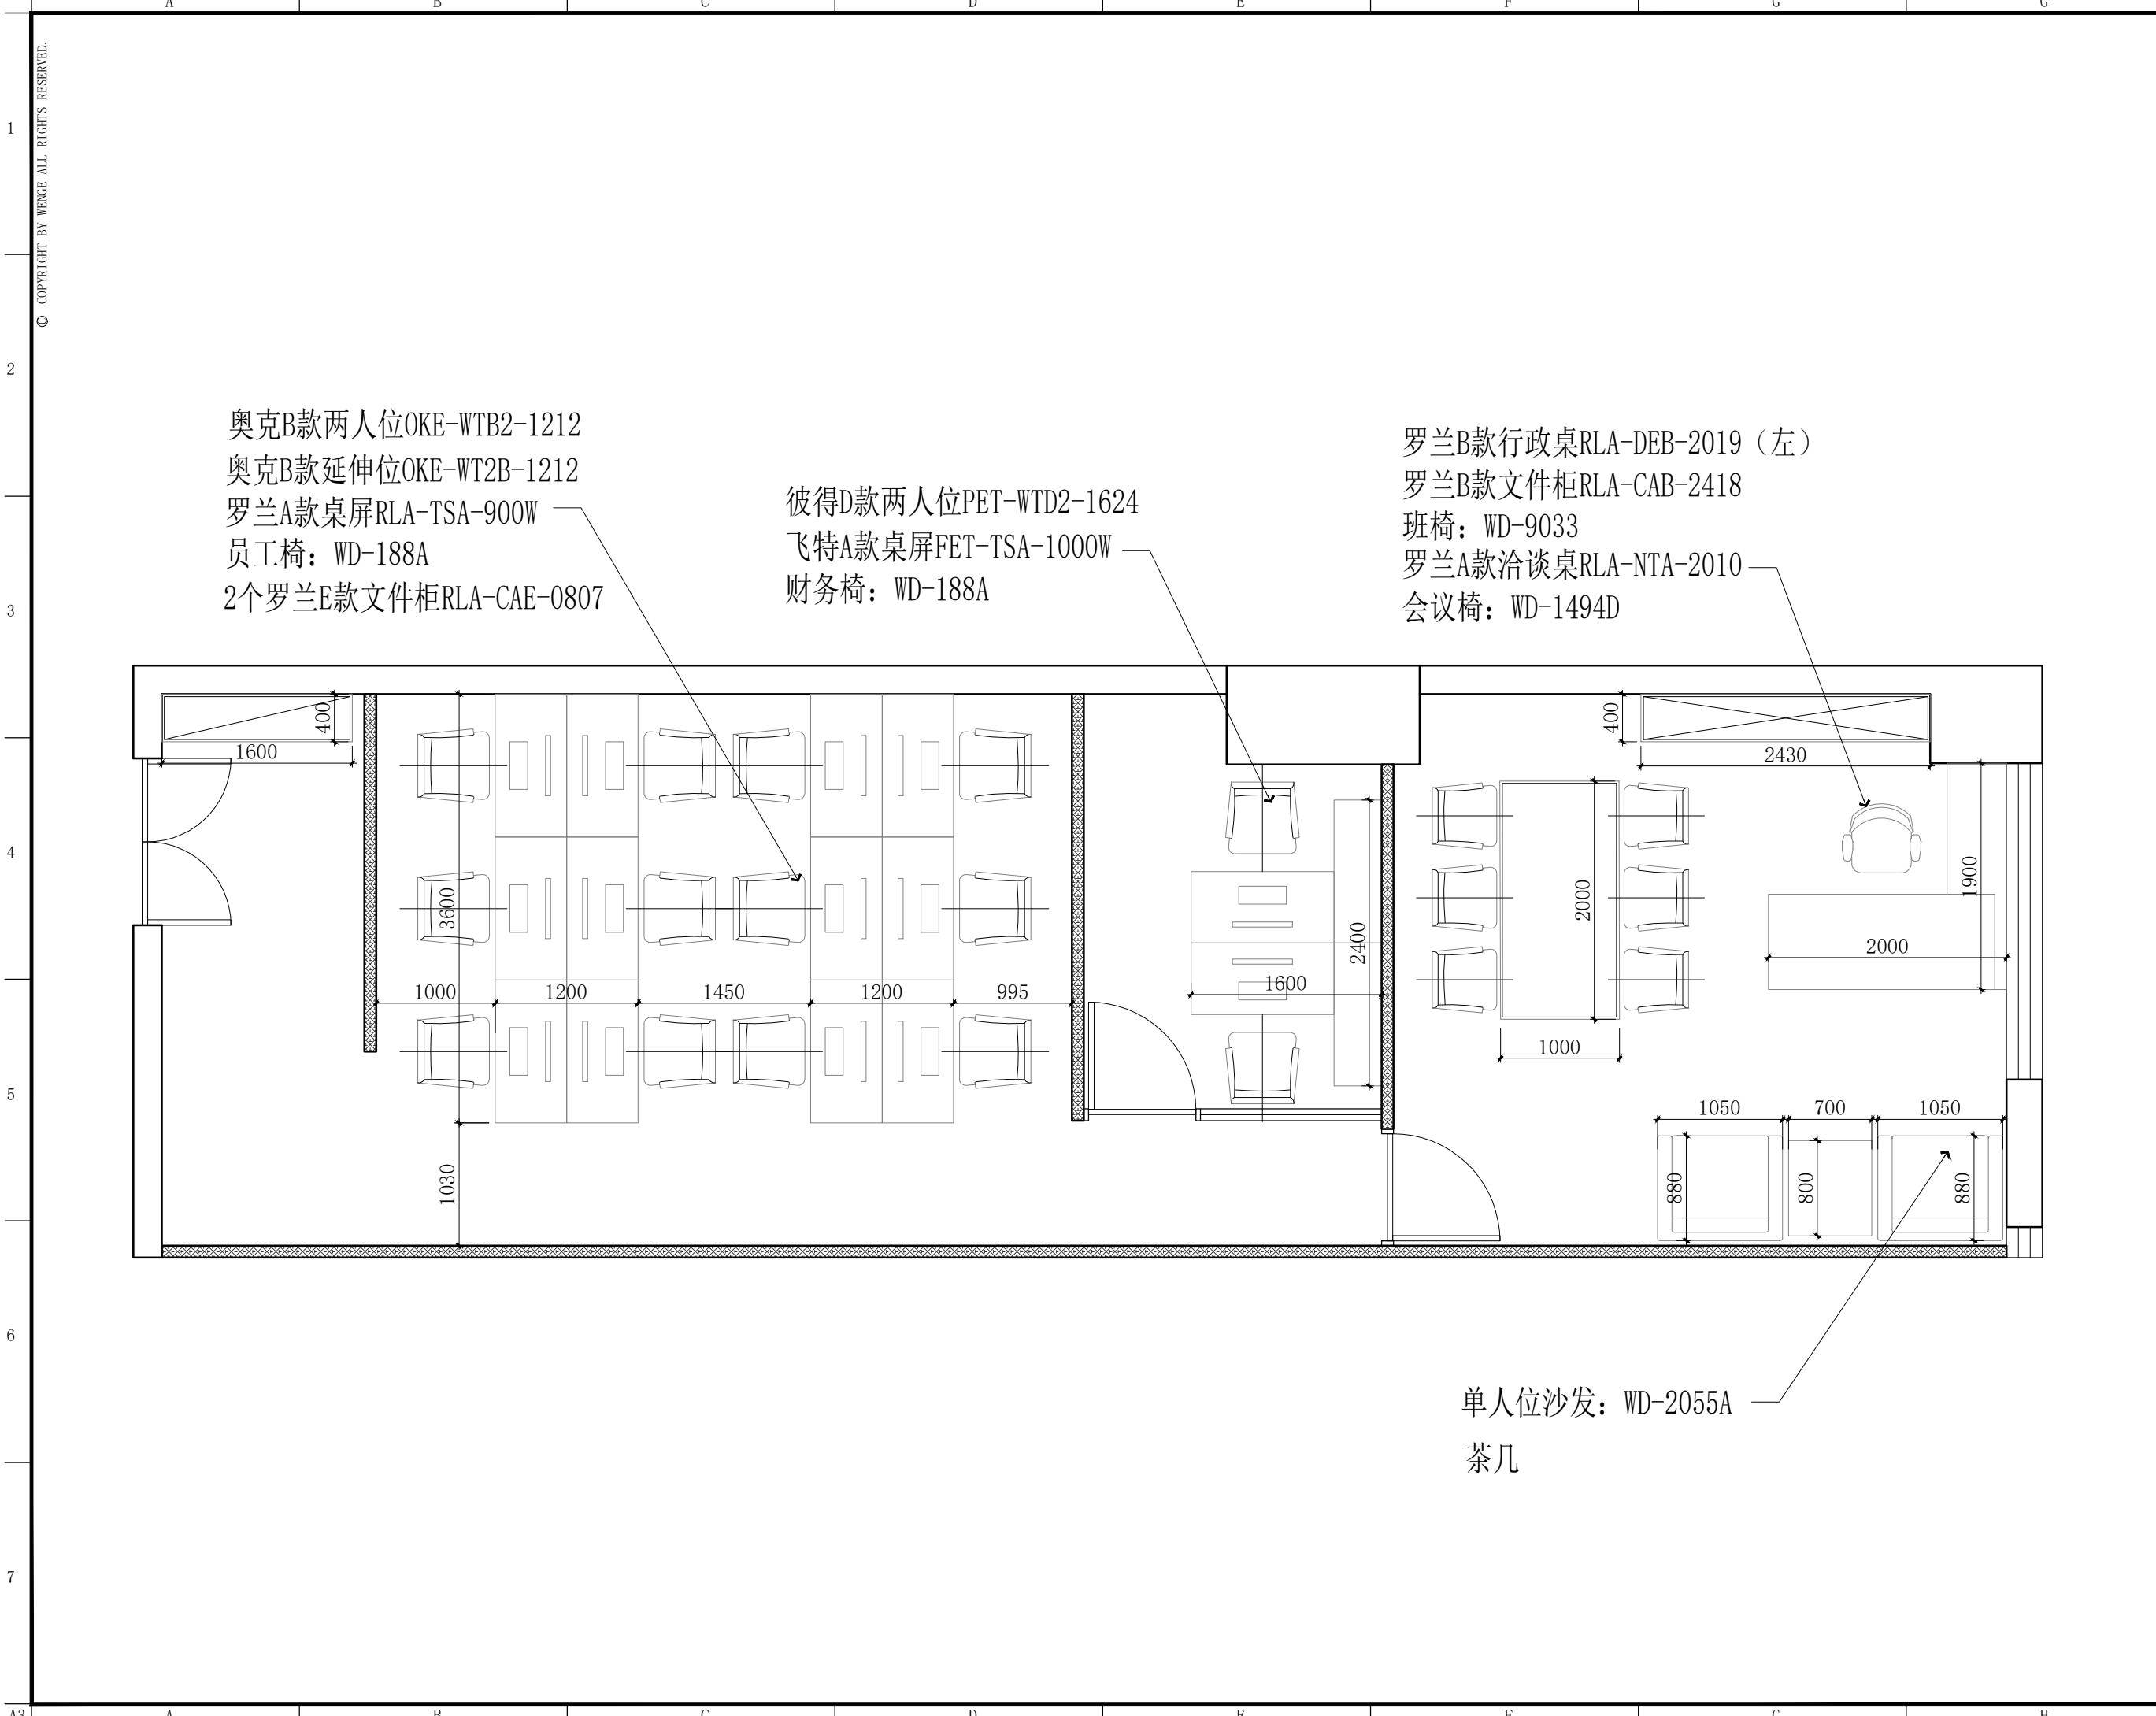 A B C D E F G G
© COPYRIGHT BY WENGE ALL RIGHTS RESERVED.
1
2
3
4
5
6
7
奥克B款两人位OKE-WTB2-1212
奥克B款延伸位OKE-WT2B-1212
罗兰A款桌屏RLA-TSA-900W
员工椅：WD-188A
2个罗兰E款文件柜RLA-CAE-0807
彼得D款两人位PET-WTD2-1624
飞特A款桌屏FET-TSA-1000W
财务椅：WD-188A
罗兰B款行政桌RLA-DEB-2019（左）
罗兰B款文件柜RLA-CAB-2418
班椅：WD-9033
罗兰A款洽谈桌RLA-NTA-2010
会议椅：WD-1494D
400
1600
3600
1000
1200
1450
1200
995
1030
2400
1600
2000
1000
400
2430
1900
2000
1050
700
1050
880
800
880
单人位沙发：WD-2055A
茶几
A3
A B C D E F G H